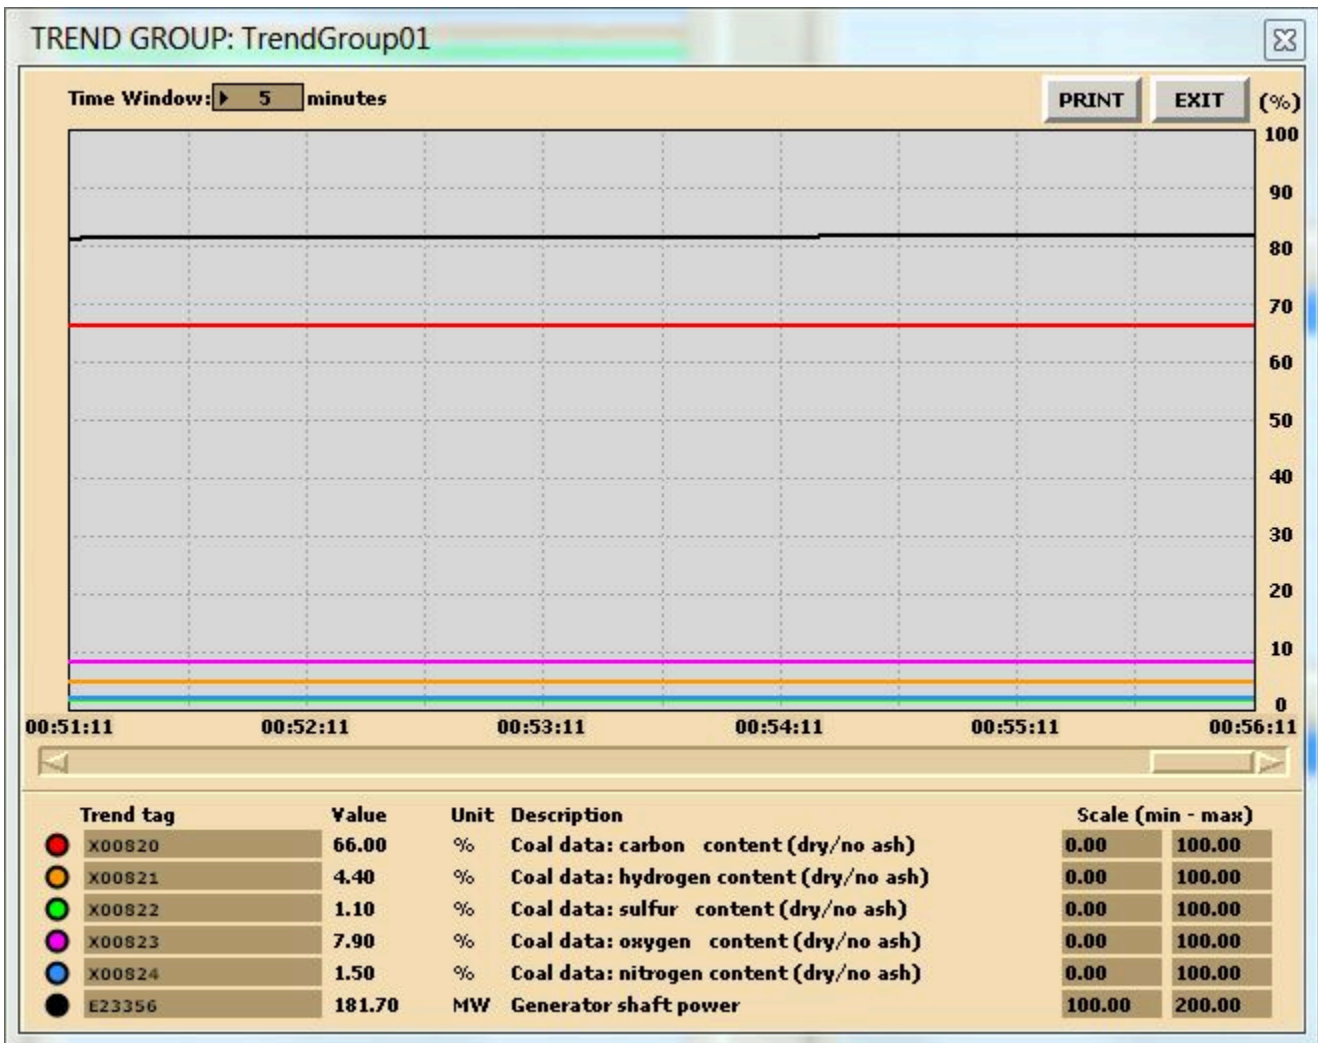 TREND GROUP: TrendGroup01
Time Window: 5 minutes PRINT EXIT (%)
100
90
80
70
60
50
40
30
20
10
0
00:51:11 00:52:11 00:53:11 00:54:11 00:55:11 00:56:11
Trend tag Value Unit Description Scale (min - max)
X00820 66.00 % Coal data: carbon content (dry/no ash) 0.00 100.00
X00821 4.40 % Coal data: hydrogen content (dry/no ash) 0.00 100.00
X00822 1.10 % Coal data: sulfur content (dry/no ash) 0.00 100.00
X00823 7.90 % Coal data: oxygen content (dry/no ash) 0.00 100.00
X00824 1.50 % Coal data: nitrogen content (dry/no ash) 0.00 100.00
E23356 181.70 MW Generator shaft power 100.00 200.00